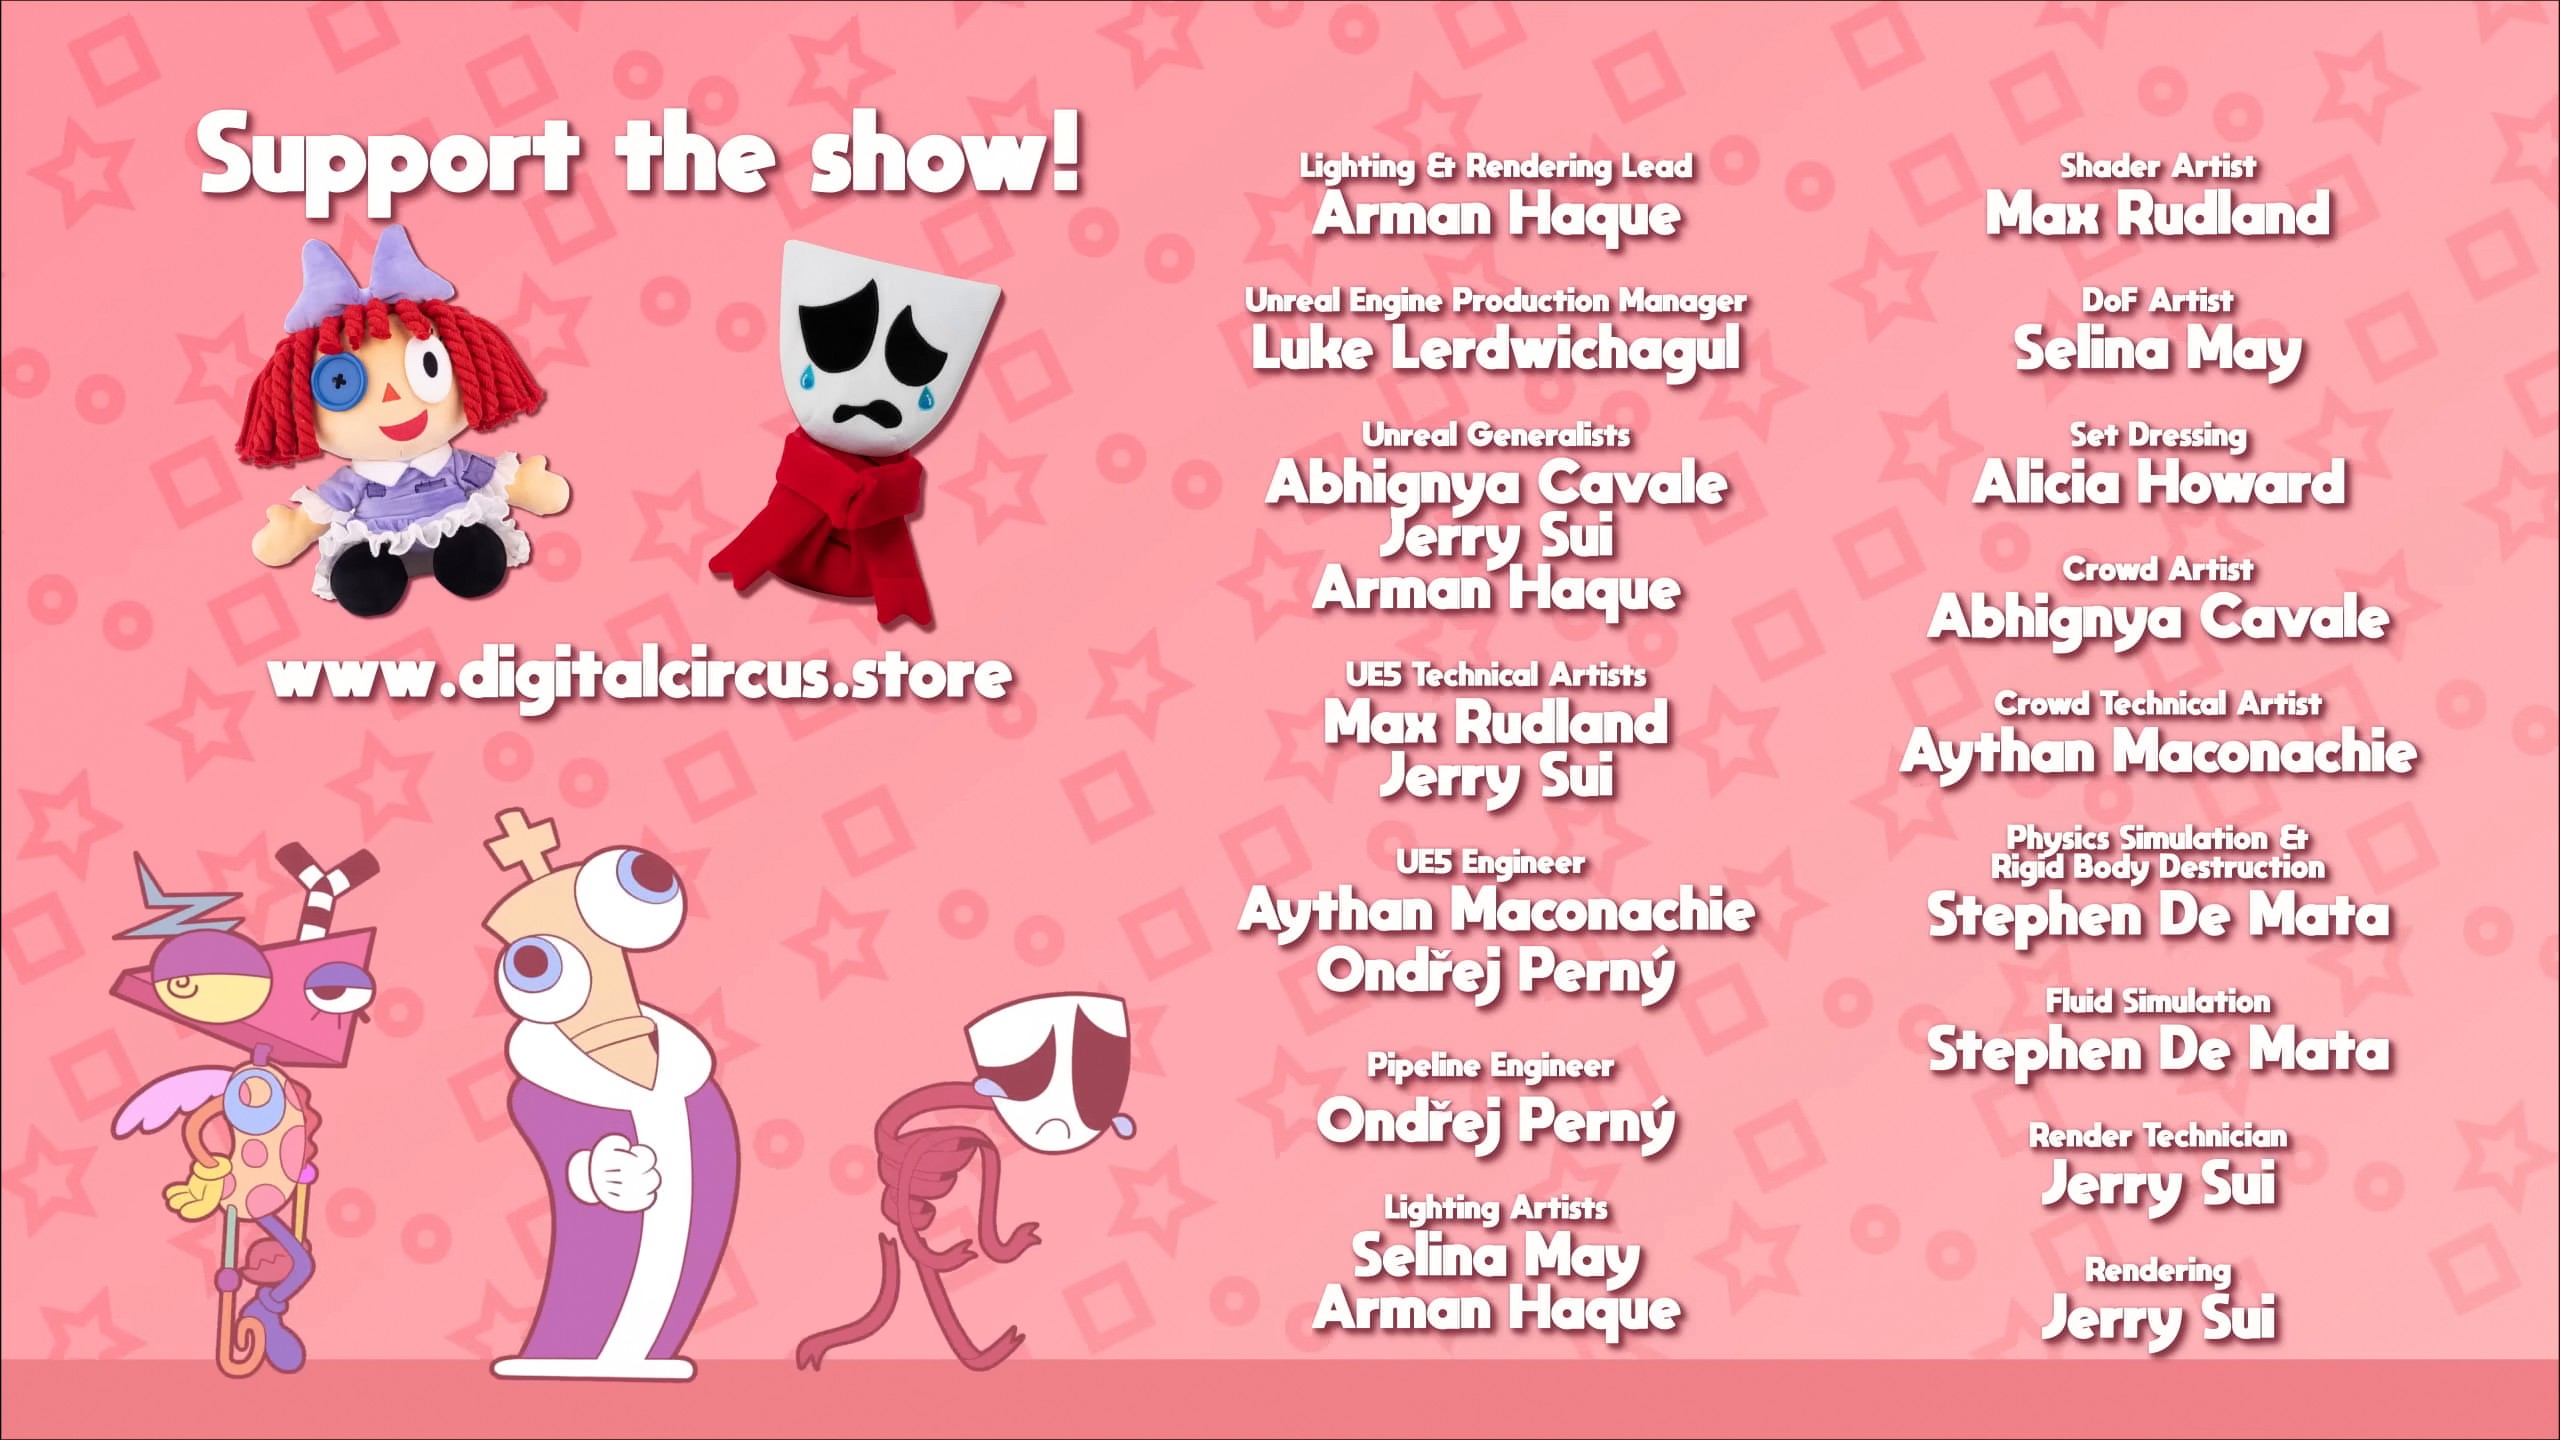 Support the show!
www.digitalcircus.store
Lighting & Rendering Lead
Arman Haque
Unreal Engine Production Manager
Luke Lerdwichagul
Unreal Generalists
Abhignya Cavale
Jerry Sui
Arman Haque
UE5 Technical Artists
Max Rudland
Jerry Sui
UE5 Engineer
Aythan Maconachie
Ondřej Perný
Pipeline Engineer
Ondřej Perný
Lighting Artists
Selina May
Arman Haque
Shader Artist
Max Rudland
DoF Artist
Selina May
Set Dressing
Alicia Howard
Crowd Artist
Abhignya Cavale
Crowd Technical Artist
Aythan Maconachie
Physics Simulation &
Rigid Body Destruction
Stephen De Mata
Fluid Simulation
Stephen De Mata
Render Technician
Jerry Sui
Rendering
Jerry Sui